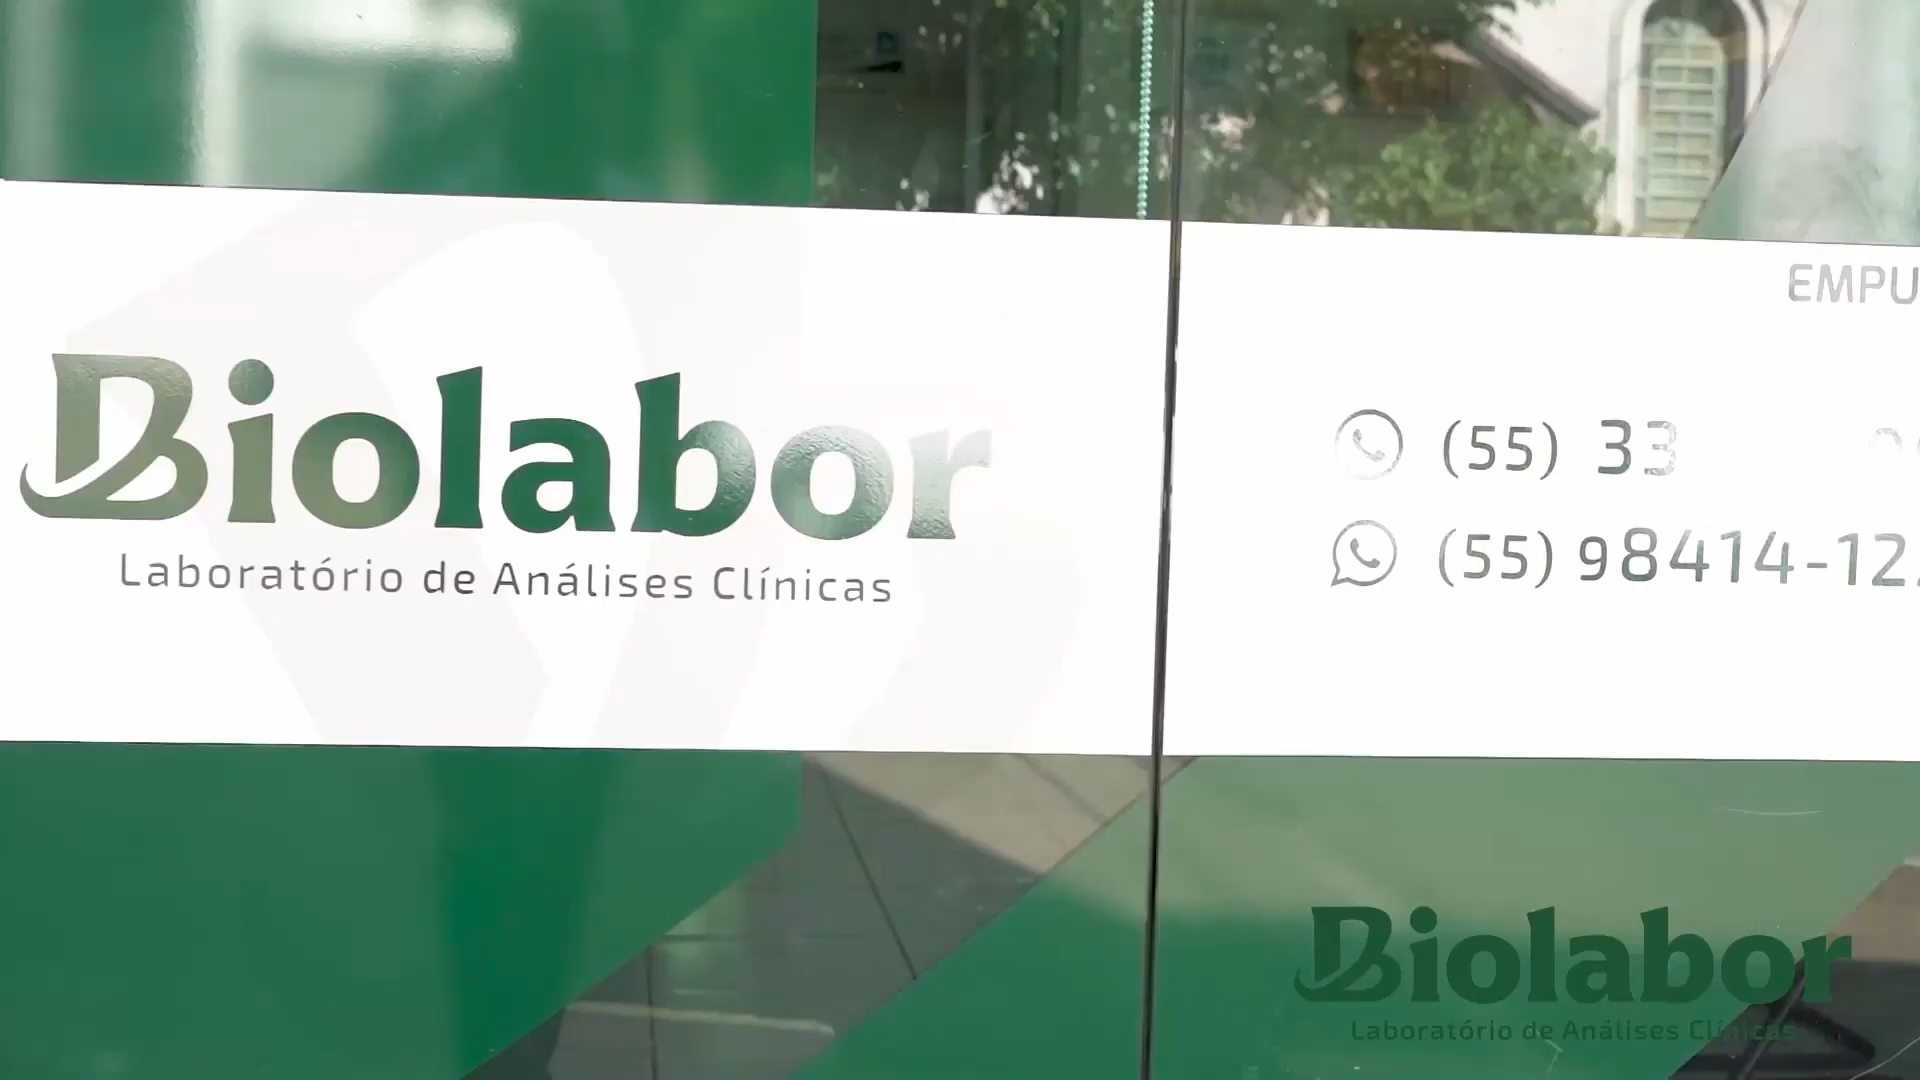 EMPU
Biolabor
Laboratório de Análises Clínicas
(55) 33
(55) 98414-12
Biolabor
Laboratório de Análises Clínicas